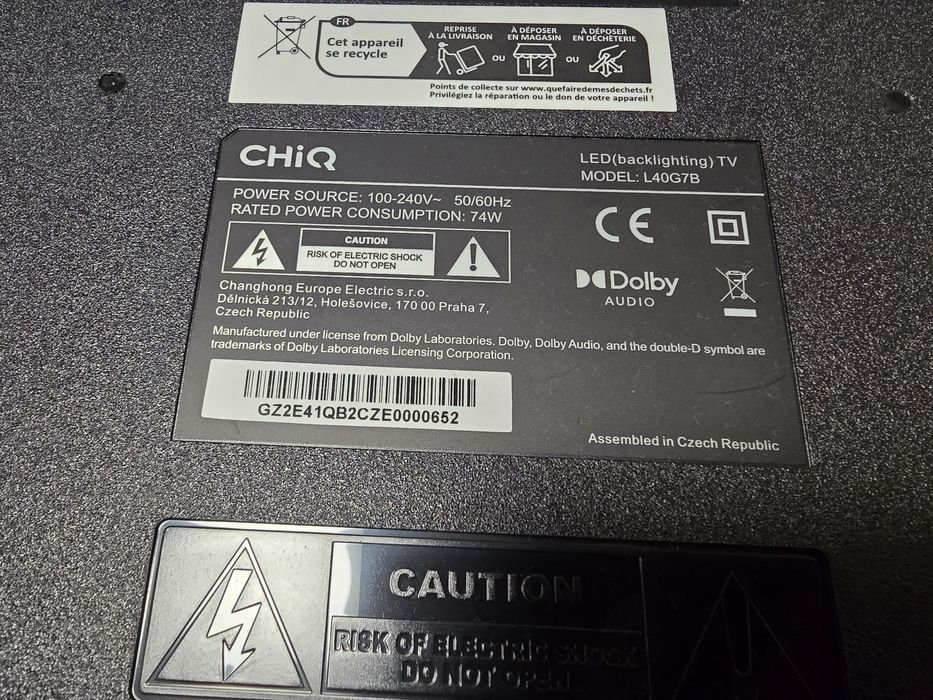 FR
Cet appareil
se recycle
REPRISE
À LA LIVRAISON
OU
À DÉPOSER
EN MAGASIN
OU
À DÉPOSER
EN DÉCHÈTERIE
Points de collecte sur www.quefairedemesdechets.fr
Privilégiez la réparation ou le don de votre appareil !
CHiQ
LED(backlighting) TV
MODEL: L40G7B
POWER SOURCE: 100-240V~ 50/60Hz
RATED POWER CONSUMPTION: 74W
CAUTION
RISK OF ELECTRIC SHOCK
DO NOT OPEN
CE
Dolby
AUDIO
Changhong Europe Electric s.r.o.
Dělnická 213/12, Holešovice, 170 00 Praha 7,
Czech Republic
Manufactured under license from Dolby Laboratories. Dolby, Dolby Audio, and the double-D symbol are
trademarks of Dolby Laboratories Licensing Corporation.
GZ2E41QB2CZE0000652
Assembled in Czech Republic
CAUTION
RISK OF ELECTRIC SHOCK
DO NOT OPEN